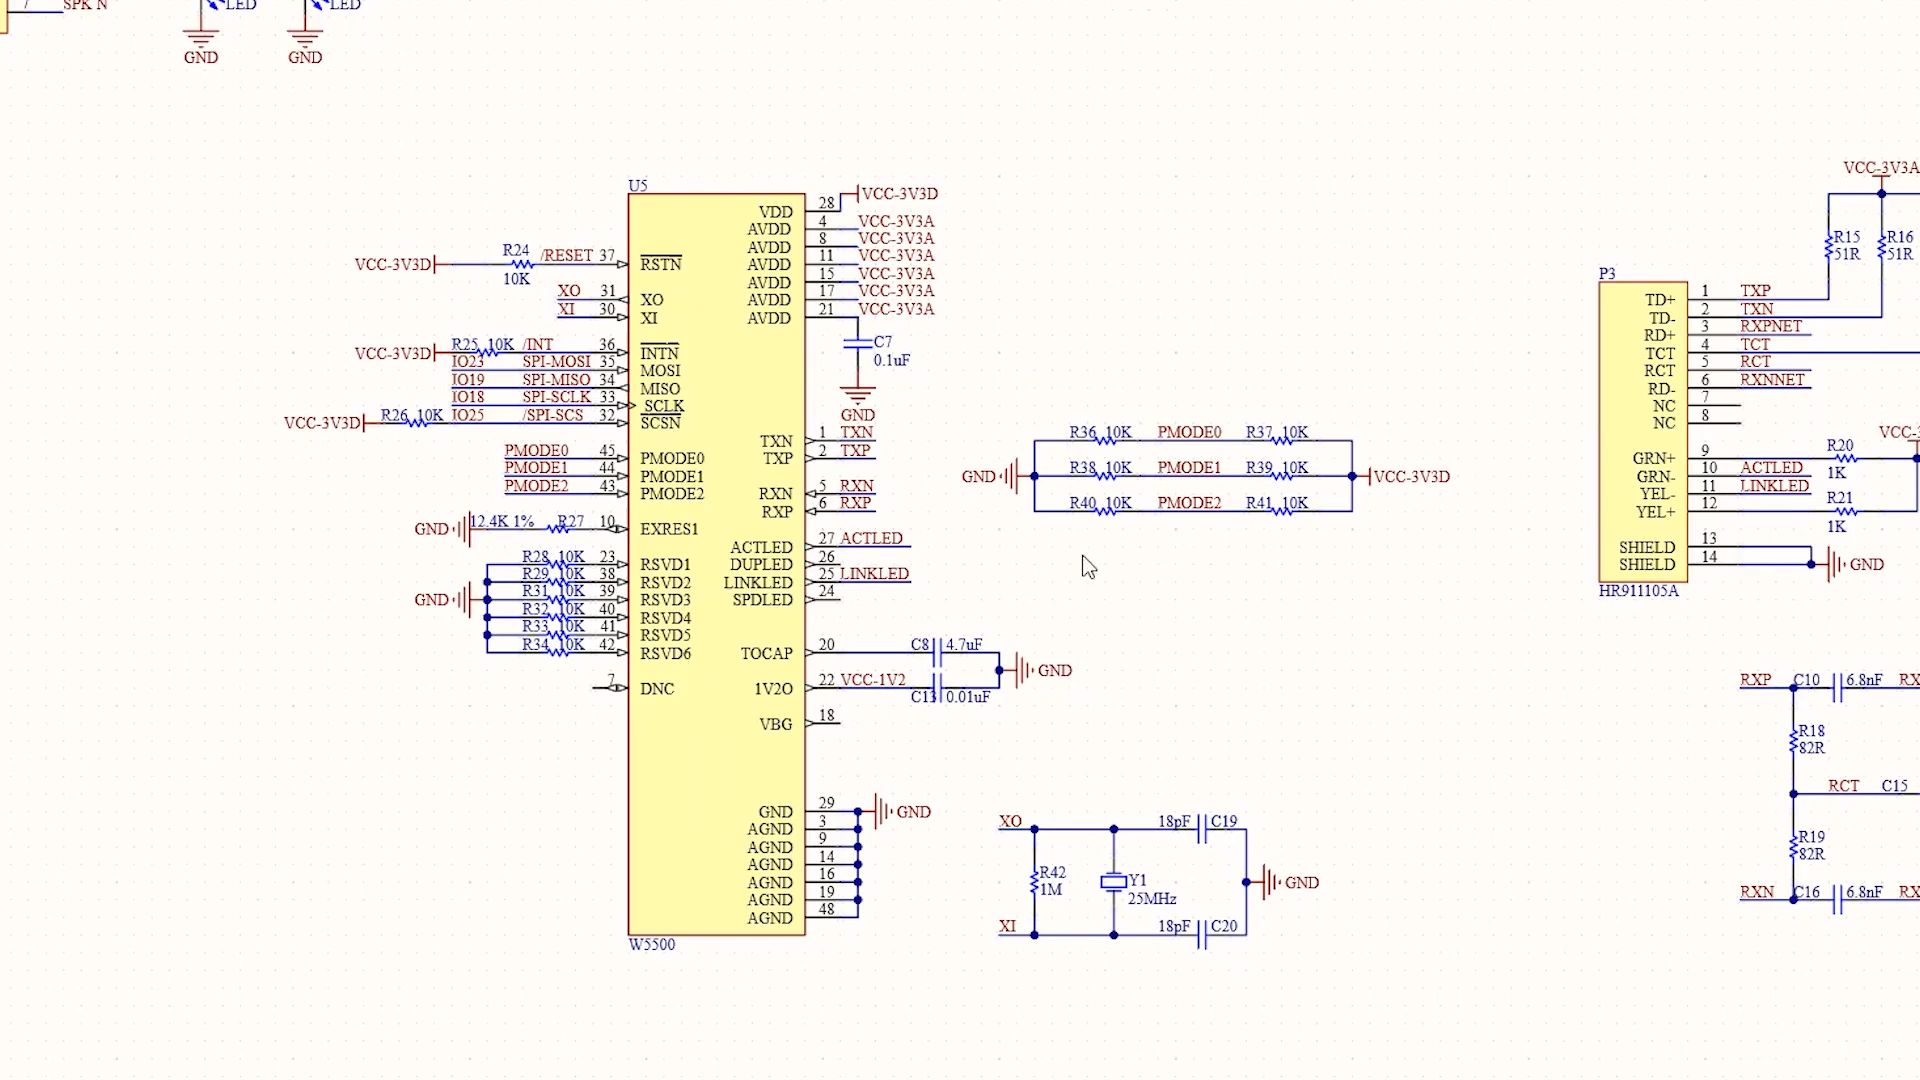 7 SPK N
LED
LED
GND
GND
U5
VDD 28 VCC-3V3D
AVDD 4 VCC-3V3A
AVDD 8 VCC-3V3A
AVDD 11 VCC-3V3A
AVDD 15 VCC-3V3A
AVDD 17 VCC-3V3A
AVDD 21 VCC-3V3A
VCC-3V3D R24 10K /RESET 37 RSTN
XO 31 XO
XI 30 XI
VCC-3V3D R25 10K /INT 36 INTN
IO23 SPI-MOSI 35 MOSI
IO19 SPI-MISO 34 MISO
IO18 SPI-SCLK 33 SCLK
VCC-3V3D R26 10K IO25 /SPI-SCS 32 SCSN
C7
0.1uF
GND
PMODE0 45 PMODE0
PMODE1 44 PMODE1
PMODE2 43 PMODE2
GND 12.4K 1% R27 10 EXRES1
R28 10K 23 RSVD1
R29 10K 38 RSVD2
GND R31 10K 39 RSVD3
R32 10K 40 RSVD4
R33 10K 41 RSVD5
R34 10K 42 RSVD6
7 DNC
TXN 1 TXN
TXP 2 TXP
RXN 5 RXN
RXP 6 RXP
ACTLED 27 ACTLED
DUPLED 26
LINKLED 25 LINKLED
SPDLED 24
TOCAP 20 C8 4.7uF
GND
1V2O 22 VCC-1V2 C13 0.01uF
VBG 18
GND 29 GND
AGND 3
AGND 9
AGND 14
AGND 16
AGND 19
AGND 48
W5500
R36 10K PMODE0 R37 10K
GND R38 10K PMODE1 R39 10K VCC-3V3D
R40 10K PMODE2 R41 10K
XO 18pF C19
R42
1M
Y1
25MHz
GND
XI 18pF C20
VCC-3V3A
R15
51R
R16
51R
P3
TD+ 1 TXP
TD- 2 TXN
RD+ 3 RXPNET
TCT 4 TCT
RCT 5 RCT
RD- 6 RXNNET
NC 7
NC 8
VCC-
GRN+ 9 R20
1K
GRN- 10 ACTLED
YEL- 11 LINKLED
YEL+ 12 R21
1K
SHIELD 13
SHIELD 14 GND
HR911105A
RXP C10 6.8nF RX
R18
82R
RCT C15
R19
82R
RXN C16 6.8nF RX